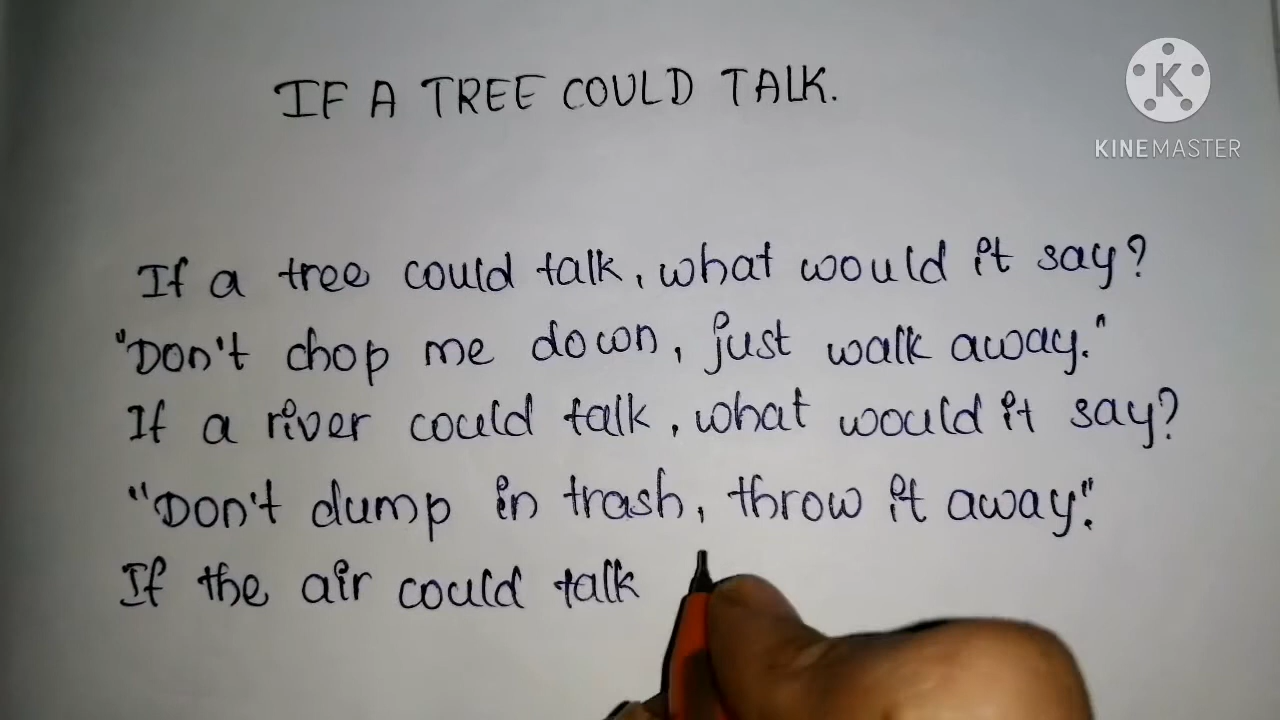 IF A TREE COULD TALK.
KINEMASTER
If a tree could talk, what would it say?
"Don't chop me down, just walk away."
If a river could talk, what would it say?
"Don't dump in trash, throw it away."
If the air could talk